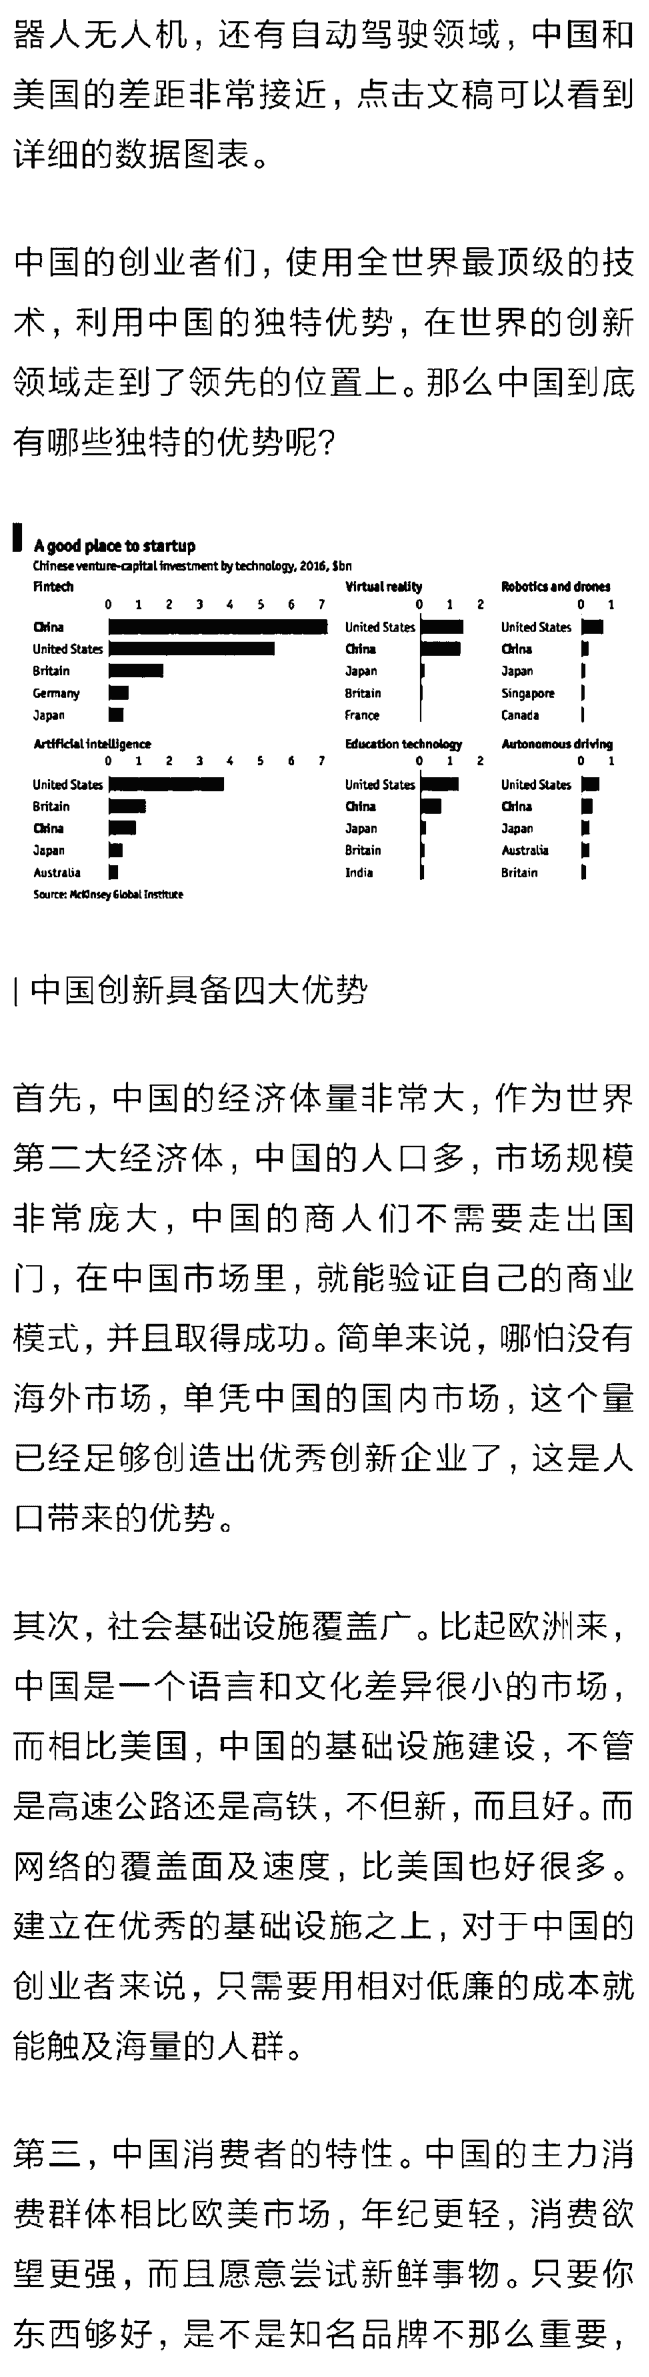 器人无人机，还有自动驾驶领域，中国和
美国的差距非常接近，点击文稿可以看到
详细的数据图表。
中国的创业者们，使用全世界最顶级的技
术，利用中国的独特优势，在世界的创新
领域走到了领先的位置上。那么中国到底
有哪些独特的优势呢？
A good place to startup
Chinese venture-capital investment by technology, 2016, $bn
Fintech
0 1 2 3 4 5 6 7
China
United States
Britain
Germany
Japan
Virtual reality
0 1 2
United States
China
Japan
Britain
France
Robotics and drones
0 1
United States
China
Japan
Singapore
Canada
Artificial intelligence
0 1 2 3 4 5 6 7
United States
Britain
China
Japan
Australia
Education technology
0 1 2
United States
China
Japan
Britain
India
Autonomous driving
0 1
United States
China
Japan
Australia
Britain
Source: McKinsey Global Institute
| 中国创新具备四大优势
首先，中国的经济体量非常大，作为世界
第二大经济体，中国的人口多，市场规模
非常庞大，中国的商人们不需要走出国
门，在中国市场里，就能验证自己的商业
模式，并且取得成功。简单来说，哪怕没有
海外市场，单凭中国的国内市场，这个量
已经足够创造出优秀创新企业了，这是人
口带来的优势。
其次，社会基础设施覆盖广。比起欧洲来，
中国是一个语言和文化差异很小的市场，
而相比美国，中国的基础设施建设，不管
是高速公路还是高铁，不但新，而且好。而
网络的覆盖面及速度，比美国也好很多。
建立在优秀的基础设施之上，对于中国的
创业者来说，只需要用相对低廉的成本就
能触及海量的人群。
第三，中国消费者的特性。中国的主力消
费群体相比欧美市场，年纪更轻，消费欲
望更强，而且愿意尝试新鲜事物。只要你
东西够好，是不是知名品牌不那么重要，